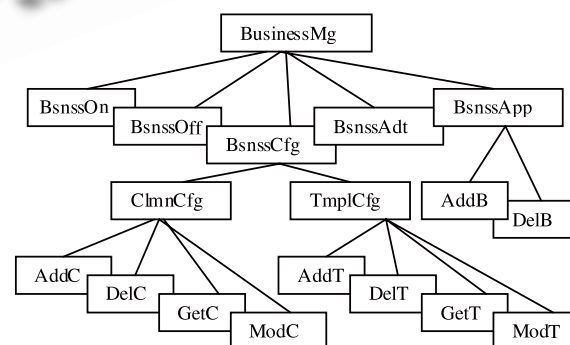 BusinessMg
BsnssOn
BsnssOff
BsnssCfg
BsnssAdt
BsnssApp
ClmnCfg
TmplCfg
AddB
DelB
AddC
DelC
GetC
ModC
AddT
DelT
GetT
ModT